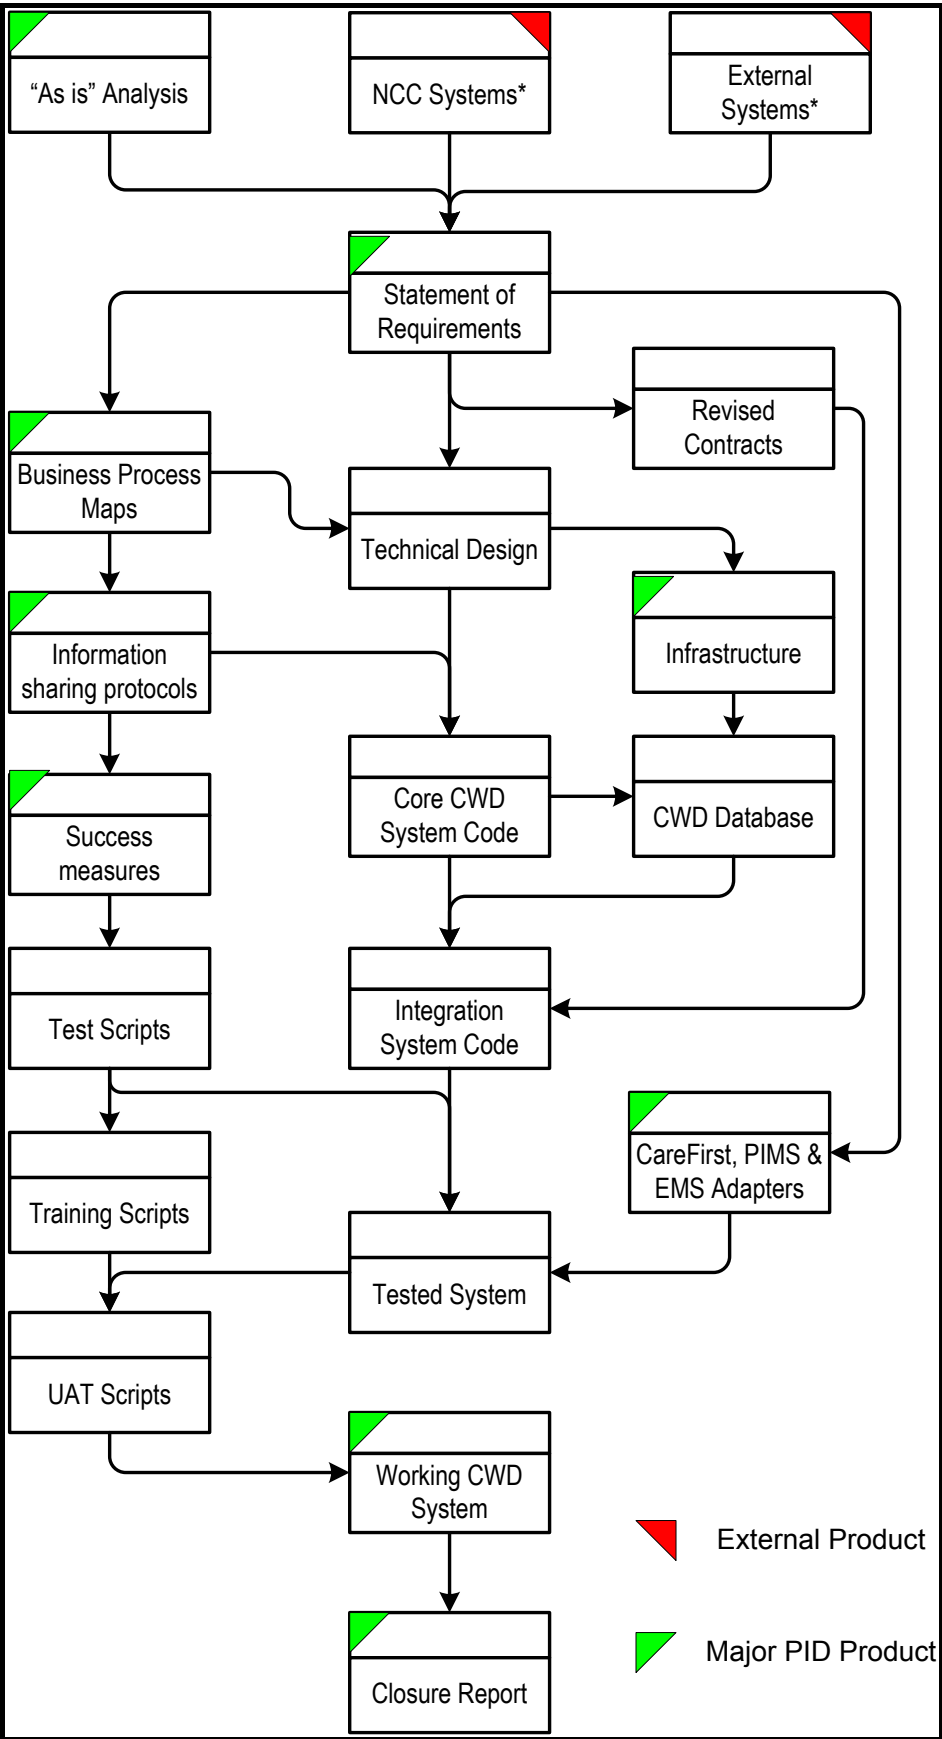 “As is” Analysis
NCC Systems*
External
Systems*
Statement of
Requirements
Revised
Contracts
Business Process
Maps
Technical Design
Information
sharing protocols
Infrastructure
Core CWD
System Code
CWD Database
Success
measures
Test Scripts
Integration
System Code
CareFirst, PIMS &
EMS Adapters
Training Scripts
Tested System
UAT Scripts
Working CWD
System
External Product
Major PID Product
Closure Report